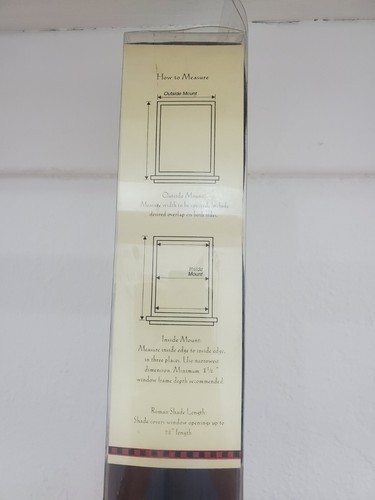 How to Measure
Outside Mount
Outside Mount:
Measure width to be covered. Include
desired overlap on both sides.
Inside
Mount
Inside Mount:
Measure inside edge to inside edge,
in three places. Use narrowest
dimension. Minimum 1½"
window frame depth recommended.
Roman Shade Length:
Shade covers window openings up to
72" length